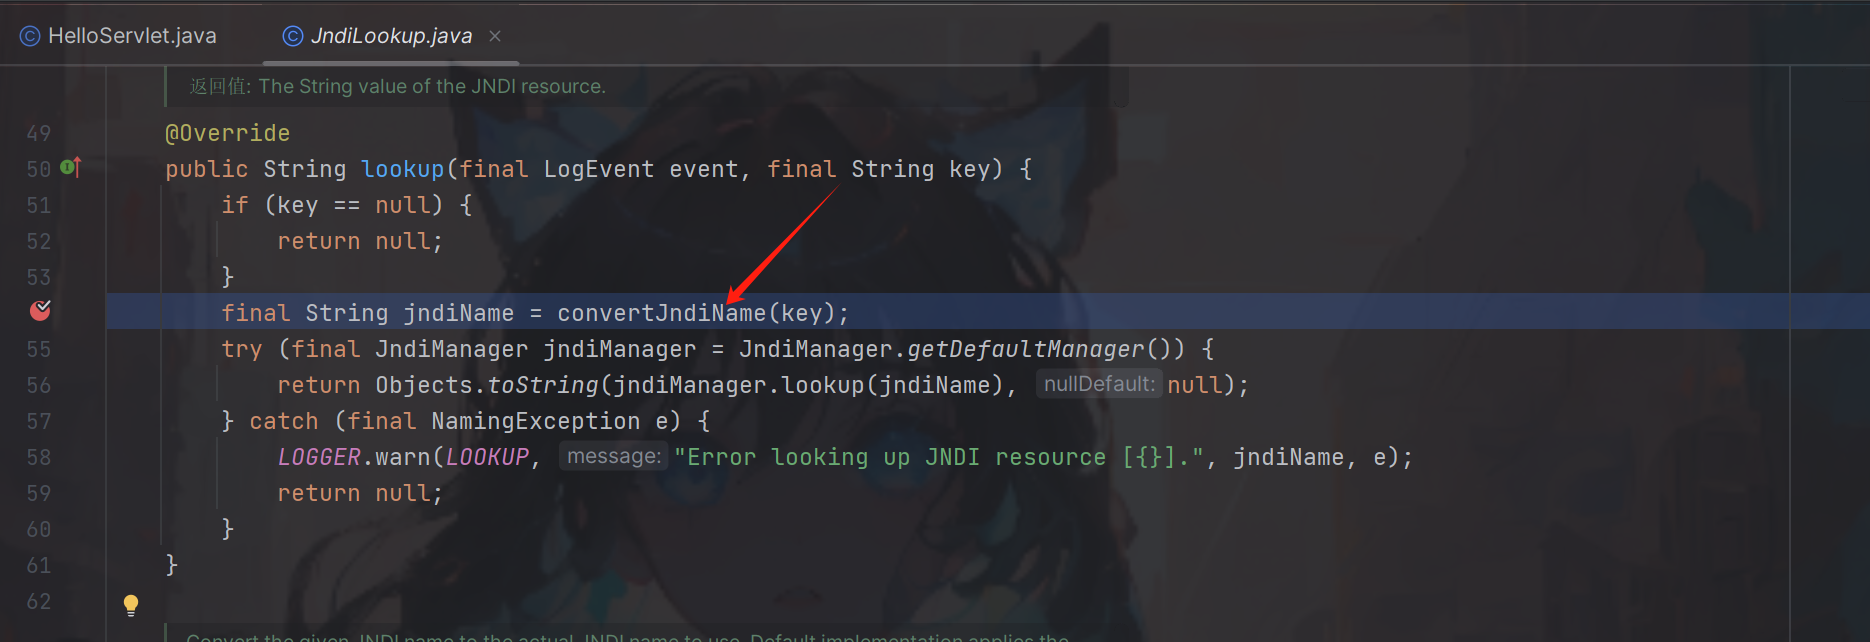 HelloServlet.java JndiLookup.java
返回值: The String value of the JNDI resource.
49 @Override
50 public String lookup(final LogEvent event, final String key) {
51 if (key == null) {
52 return null;
53 }
final String jndiName = convertJndiName(key);
55 try (final JndiManager jndiManager = JndiManager.getDefaultManager()) {
56 return Objects.toString(jndiManager.lookup(jndiName), nullDefault: null);
57 } catch (final NamingException e) {
58 LOGGER.warn(LOOKUP, message: "Error looking up JNDI resource [{}].", jndiName, e);
59 return null;
60 }
61 }
62
Convert the given JNDI name to the actual JNDI name to use. Default implementation applies the